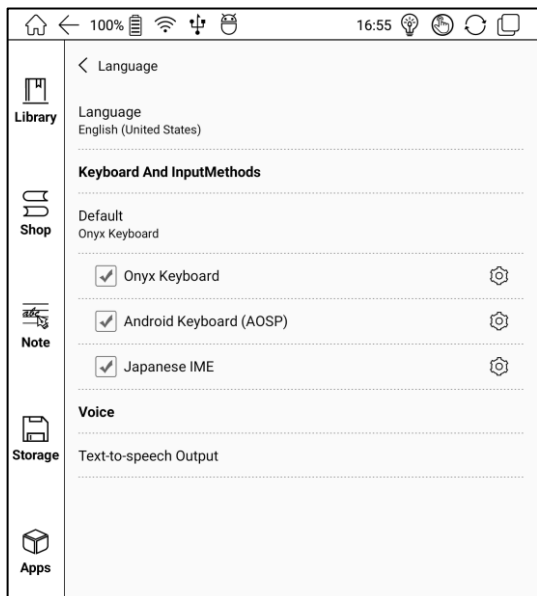 100% 16:55
Language
Library
Language
English (United States)
Keyboard And InputMethods
Shop
Default
Onyx Keyboard
Onyx Keyboard
Android Keyboard (AOSP)
abc
Note
Japanese IME
Voice
Storage
Text-to-speech Output
Apps